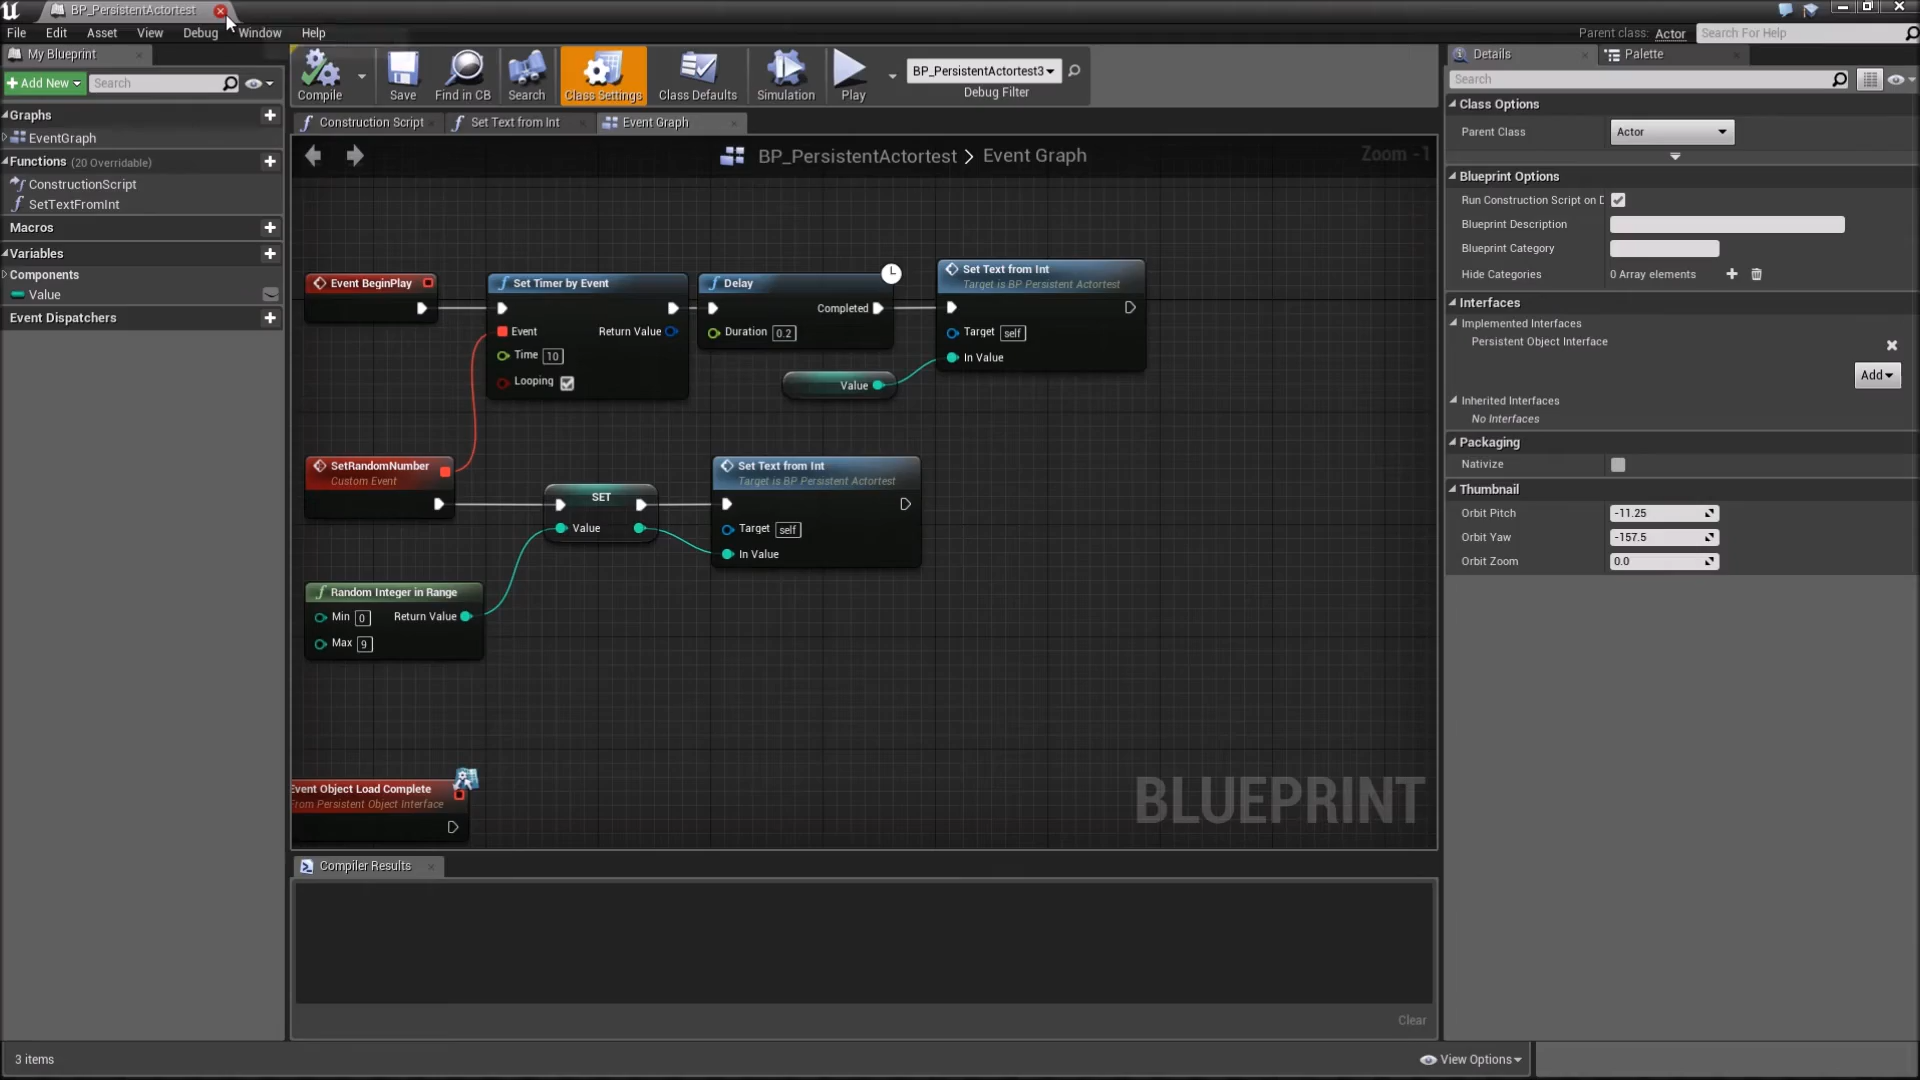 BP_PersistentActortest
File Edit Asset View Debug Window Help
Parent class: Actor
Search For Help
My Blueprint
Add New
Search
Graphs
EventGraph
Functions (20 Overridable)
ConstructionScript
SetTextFromInt
Macros
Variables
Components
Value
Event Dispatchers
3 items
Compile
Save
Find in CB
Search
Class Settings
Class Defaults
Simulation
Play
BP_PersistentActortest3
Debug Filter
Construction Script
Set Text from Int
Event Graph
BP_PersistentActortest > Event Graph
Zoom -1
Event BeginPlay
Set Timer by Event
Event
Return Value
Time 10
Looping
Delay
Completed
Duration 0.2
Set Text from Int
Target is BP Persistent Actortest
Target self
In Value
Value
SetRandomNumber
Custom Event
SET
Value
Set Text from Int
Target is BP Persistent Actortest
Target self
In Value
Random Integer in Range
Min 0
Return Value
Max 9
Event Object Load Complete
From Persistent Object Interface
BLUEPRINT
Compiler Results
Clear
View Options
Details
Palette
Search
Class Options
Parent Class
Actor
Blueprint Options
Run Construction Script on D
Blueprint Description
Blueprint Category
Hide Categories
0 Array elements
Interfaces
Implemented Interfaces
Persistent Object Interface
Add
Inherited Interfaces
No Interfaces
Packaging
Nativize
Thumbnail
Orbit Pitch
-11.25
Orbit Yaw
-157.5
Orbit Zoom
0.0